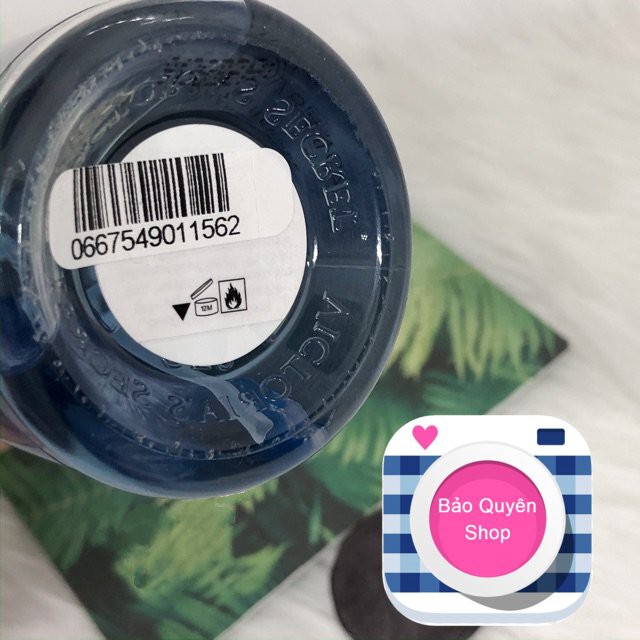 0667549011562
12M
VICTORIA'S SECRET
Bảo Quyên
Shop